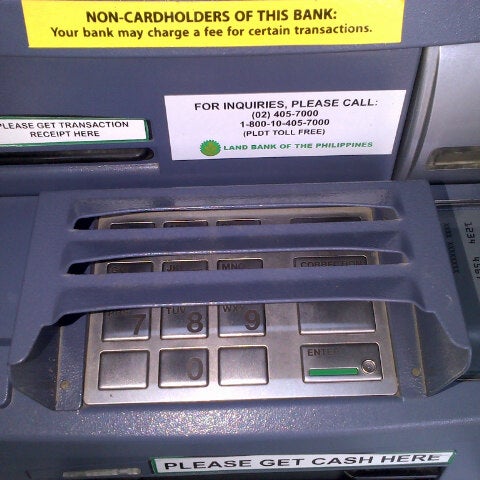 NON-CARDHOLDERS OF THIS BANK:
Your bank may charge a fee for certain transactions.
FOR INQUIRIES, PLEASE CALL:
(02) 405-7000
1-800-10-405-7000
(PLDT TOLL FREE)
LAND BANK OF THE PHILIPPINES
PLEASE GET TRANSACTION
RECEIPT HERE
1234
MNO
CORRECTION
TUV
7
8
9
0
ENTER
PLEASE GET CASH HERE